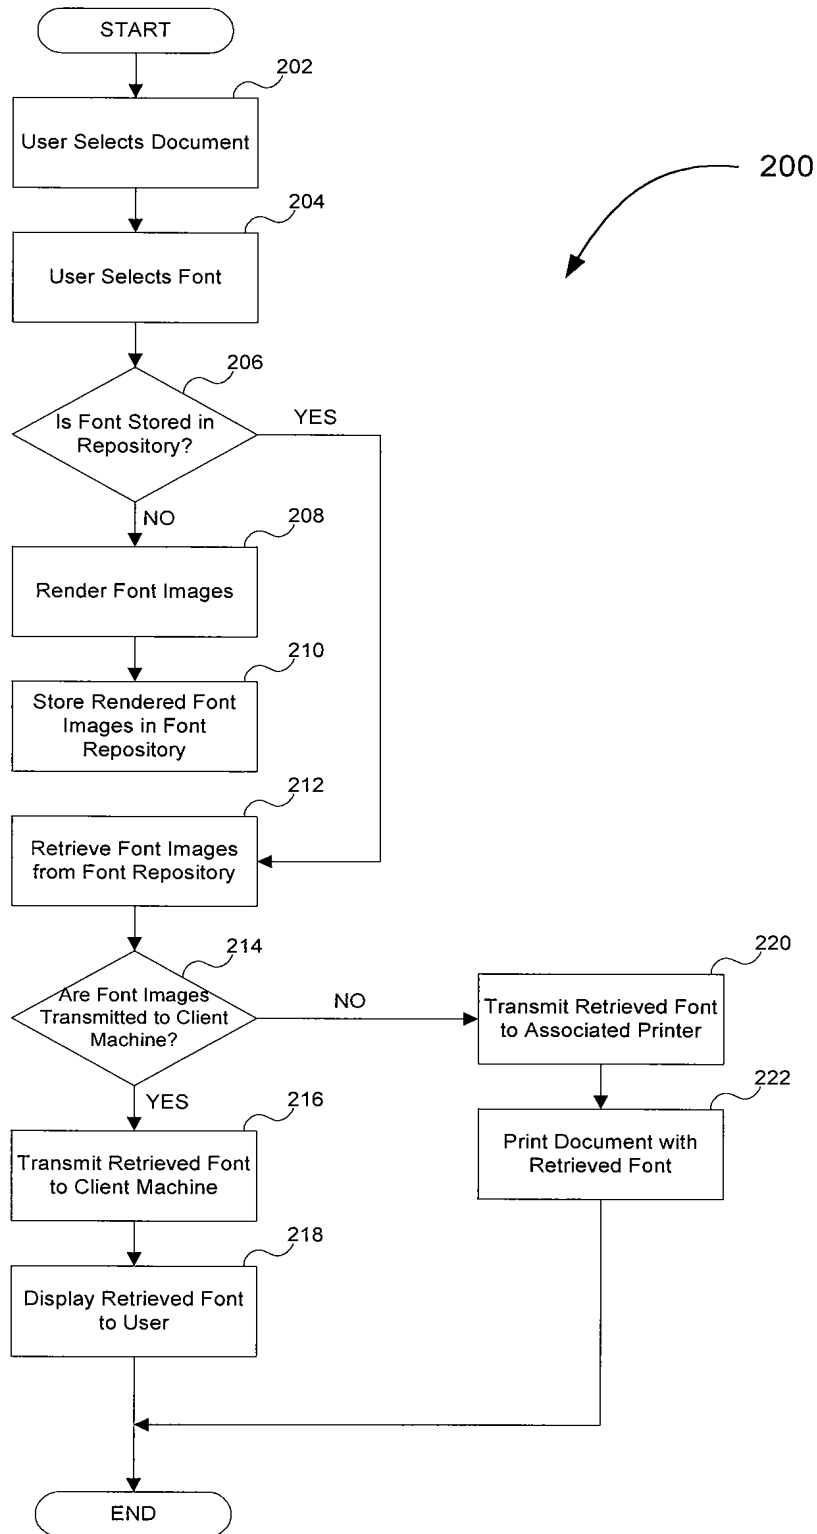 START
202
User Selects Document
200
204
User Selects Font
206
Is Font Stored in
Repository?
YES
NO
208
Render Font Images
210
Store Rendered Font
Images in Font
Repository
212
Retrieve Font Images
from Font Repository
214
Are Font Images
Transmitted to Client
Machine?
NO
220
Transmit Retrieved Font
to Associated Printer
YES
216
Transmit Retrieved Font
to Client Machine
222
Print Document with
Retrieved Font
218
Display Retrieved Font
to User
END